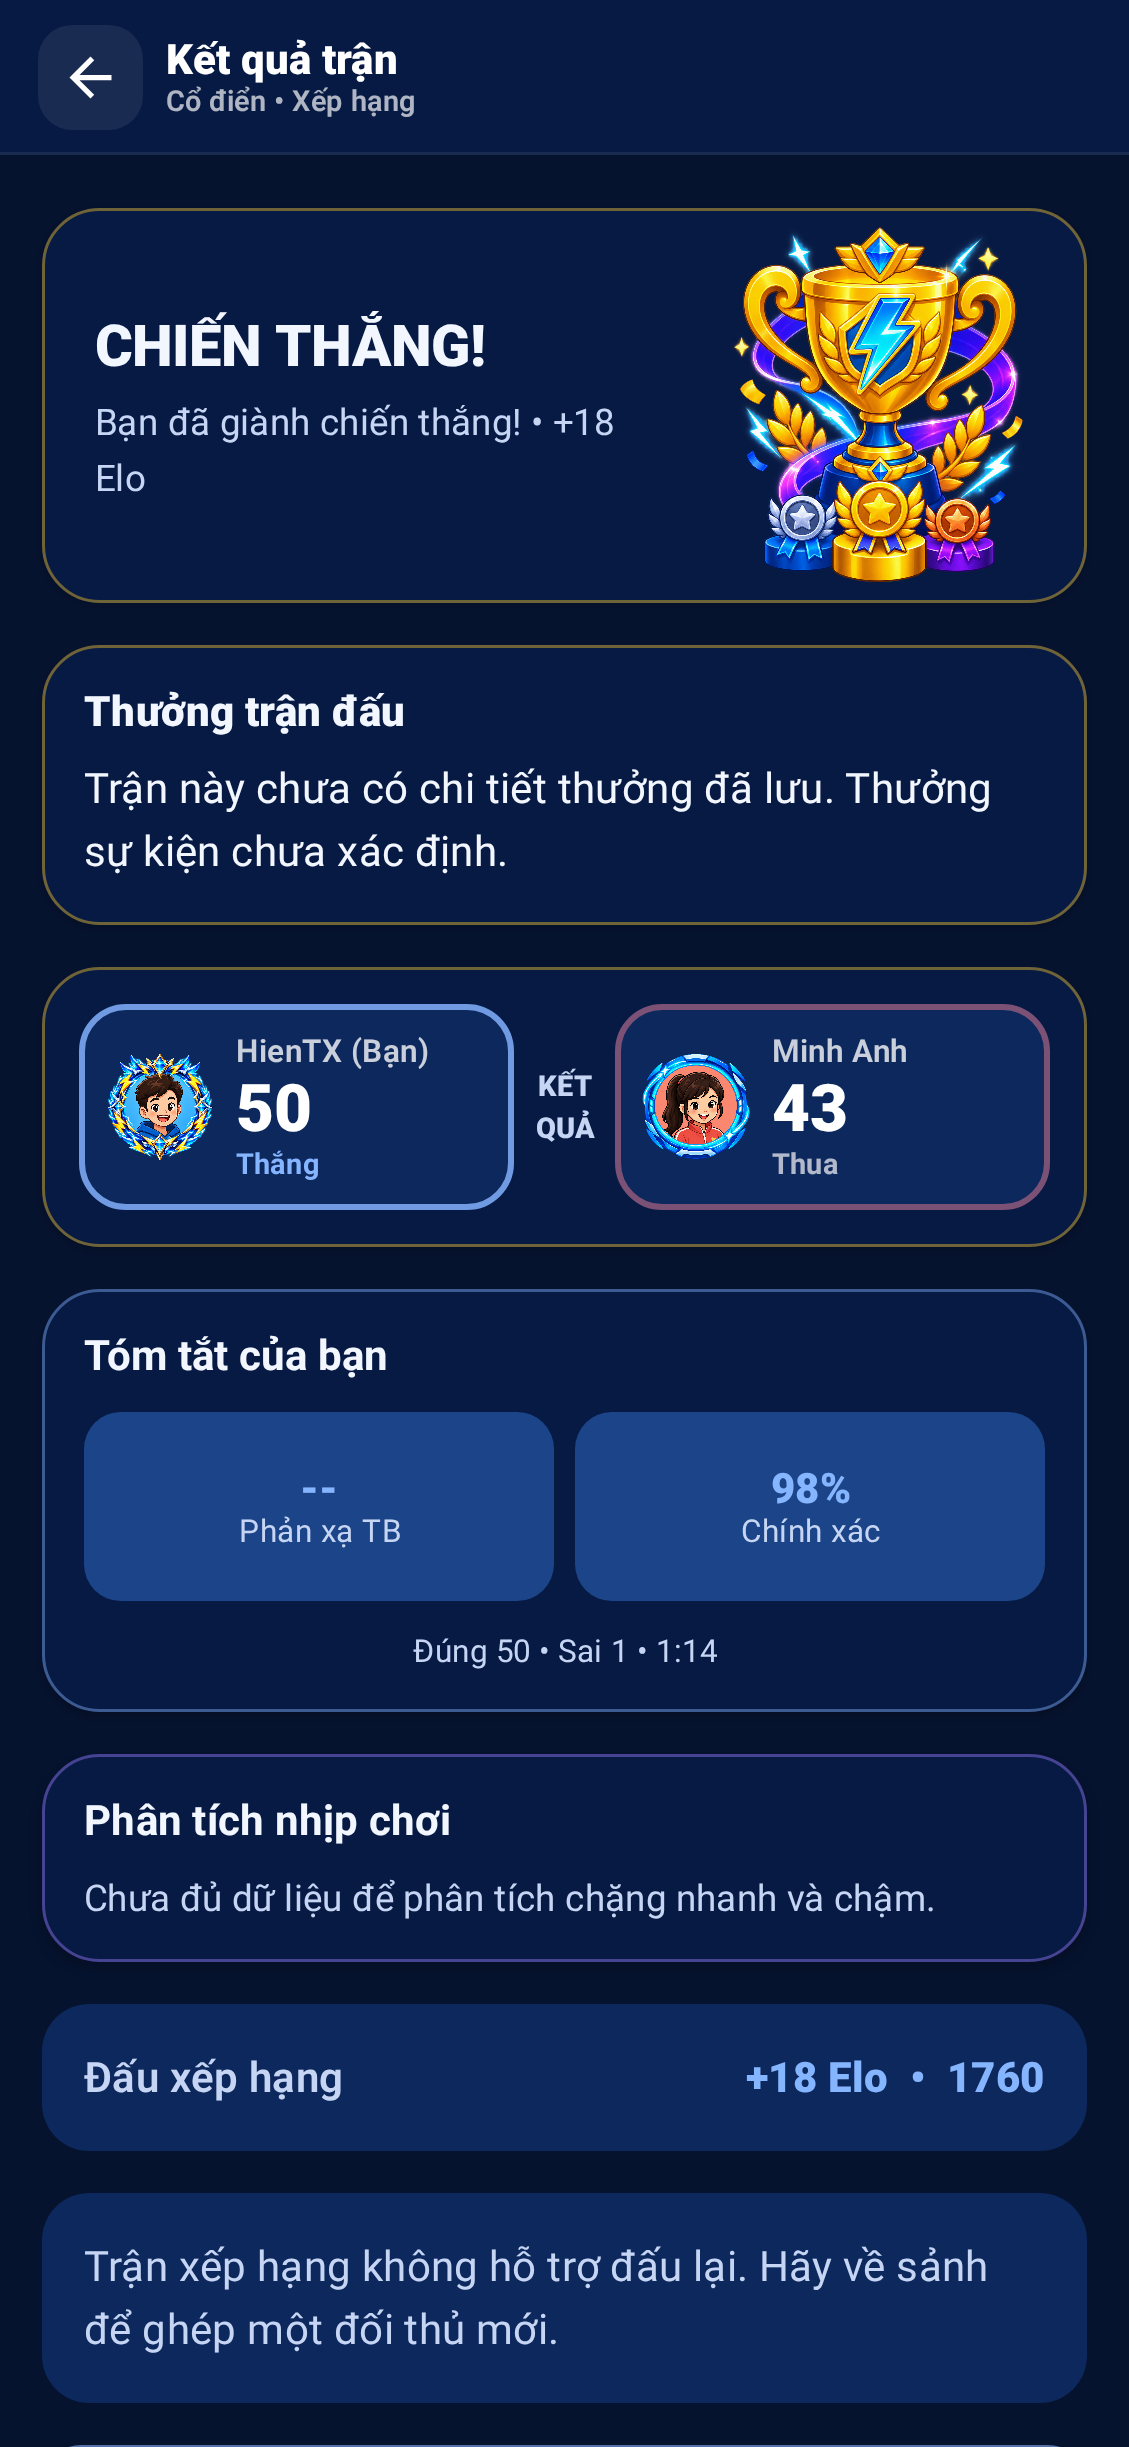 Kết quả trận
Cổ điển • Xếp hạng
CHIẾN THẮNG!
Bạn đã giành chiến thắng! • +18
Elo
Thưởng trận đấu
Trận này chưa có chi tiết thưởng đã lưu. Thưởng
sự kiện chưa xác định.
HienTX (Bạn)
50
Thắng
KẾT
QUẢ
Minh Anh
43
Thua
Tóm tắt của bạn
--
Phản xạ TB
98%
Chính xác
Đúng 50 • Sai 1 • 1:14
Phân tích nhịp chơi
Chưa đủ dữ liệu để phân tích chặng nhanh và chậm.
Đấu xếp hạng
+18 Elo • 1760
Trận xếp hạng không hỗ trợ đấu lại. Hãy về sảnh
để ghép một đối thủ mới.